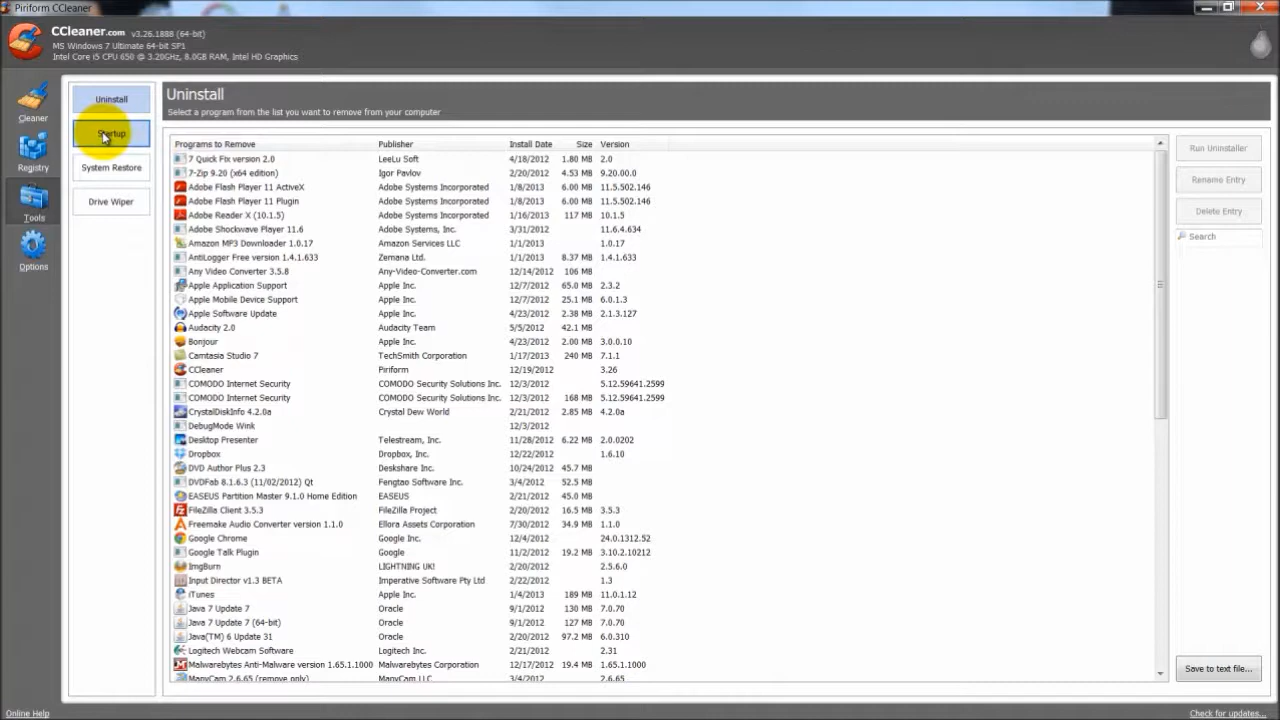 Piriform CCleaner
CCleaner.com v3.26.1888 (64-bit)
MS Windows 7 Ultimate 64-bit SP1
Intel Core i5 CPU 650 @ 3.20GHz, 8.0GB RAM, Intel HD Graphics
Cleaner
Registry
Tools
Options
Uninstall
Startup
System Restore
Drive Wiper
Uninstall
Select a program from the list you want to remove from your computer
Programs to Remove Publisher Install Date Size Version
7 Quick Fix version 2.0 LeeLu Soft 4/18/2012 1.80 MB 2.0
7-Zip 9.20 (x64 edition) Igor Pavlov 2/20/2012 4.53 MB 9.20.00.0
Adobe Flash Player 11 ActiveX Adobe Systems Incorporated 1/8/2013 6.00 MB 11.5.502.146
Adobe Flash Player 11 Plugin Adobe Systems Incorporated 1/8/2013 6.00 MB 11.5.502.146
Adobe Reader X (10.1.5) Adobe Systems Incorporated 1/16/2013 117 MB 10.1.5
Adobe Shockwave Player 11.6 Adobe Systems, Inc. 3/31/2012 11.6.4.634
Amazon MP3 Downloader 1.0.17 Amazon Services LLC 1/1/2013 1.0.17
AntiLogger Free version 1.4.1.633 Zemana Ltd. 1/1/2013 8.37 MB 1.4.1.633
Any Video Converter 3.5.8 Any-Video-Converter.com 12/14/2012 106 MB
Apple Application Support Apple Inc. 12/7/2012 65.0 MB 2.3.2
Apple Mobile Device Support Apple Inc. 12/7/2012 25.1 MB 6.0.1.3
Apple Software Update Apple Inc. 4/23/2012 2.38 MB 2.1.3.127
Audacity 2.0 Audacity Team 5/5/2012 42.1 MB
Bonjour Apple Inc. 4/23/2012 2.00 MB 3.0.0.10
Camtasia Studio 7 TechSmith Corporation 1/17/2013 240 MB 7.1.1
CCleaner Piriform 12/19/2012 3.26
COMODO Internet Security COMODO Security Solutions Inc. 12/3/2012 5.12.59641.2599
COMODO Internet Security COMODO Security Solutions Inc. 12/3/2012 168 MB 5.12.59641.2599
CrystalDiskInfo 4.2.0a Crystal Dew World 2/21/2012 2.85 MB 4.2.0a
DebugMode Wink 12/3/2012
Desktop Presenter Telestream, Inc. 11/28/2012 6.22 MB 2.0.0202
Dropbox Dropbox, Inc. 12/22/2012 1.6.10
DVD Author Plus 2.3 Deskshare Inc. 10/24/2012 45.7 MB
DVDFab 8.1.6.3 (11/02/2012) Qt Fengtao Software Inc. 3/4/2012 52.5 MB
EASEUS Partition Master 9.1.0 Home Edition EASEUS 2/21/2012 45.0 MB
FileZilla Client 3.5.3 FileZilla Project 2/20/2012 16.5 MB 3.5.3
Freemake Audio Converter version 1.1.0 Ellora Assets Corporation 7/30/2012 34.9 MB 1.1.0
Google Chrome Google Inc. 12/4/2012 24.0.1312.52
Google Talk Plugin Google 11/2/2012 19.2 MB 3.10.2.10212
ImgBurn LIGHTNING UK! 2/20/2012 2.5.6.0
Input Director v1.3 BETA Imperative Software Pty Ltd 2/22/2012 1.3
iTunes Apple Inc. 1/4/2013 189 MB 11.0.1.12
Java 7 Update 7 Oracle 9/1/2012 130 MB 7.0.70
Java 7 Update 7 (64-bit) Oracle 9/1/2012 127 MB 7.0.70
Java(TM) 6 Update 31 Oracle 2/20/2012 97.2 MB 6.0.310
Logitech Webcam Software Logitech Inc. 3/31/2012 2.31
Malwarebytes Anti-Malware version 1.65.1.1000 Malwarebytes Corporation 12/17/2012 19.4 MB 1.65.1.1000
ManyCam 2.6.65 (remove only) ManyCam LLC 3/4/2012 2.6.65
Run Uninstaller
Rename Entry
Delete Entry
Search
Save to text file...
Online Help
Check for updates...